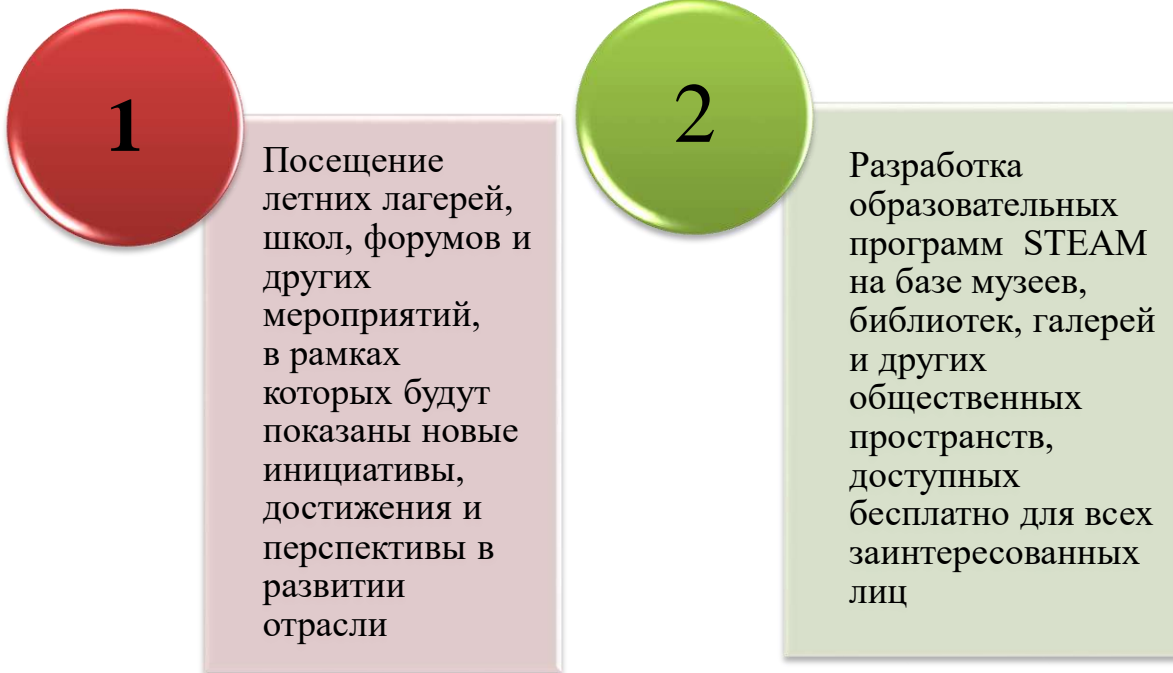 1
Посещение
летних лагерей,
школ, форумов и
других
мероприятий,
в рамках
которых будут
показаны новые
инициативы,
достижения и
перспективы в
развитии
отрасли
2
Разработка
образовательных
программ STEAM
на базе музеев,
библиотек, галерей
и других
общественных
пространств,
доступных
бесплатно для всех
заинтересованных
лиц